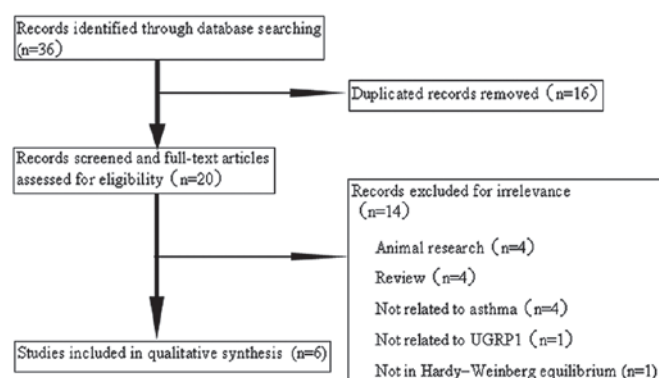 Records identified through database searching
(n=36)
Duplicated records removed (n=16)
Records screened and full-text articles
assessed for eligibility (n=20)
Records excluded for irrelevance
(n=14)
Animal research (n=4)
Review (n=4)
Not related to asthma (n=4)
Not related to UGRP1 (n=1)
Not in Hardy-Weinberg equilibrium (n=1)
Studies included in qualitative synthesis (n=6)